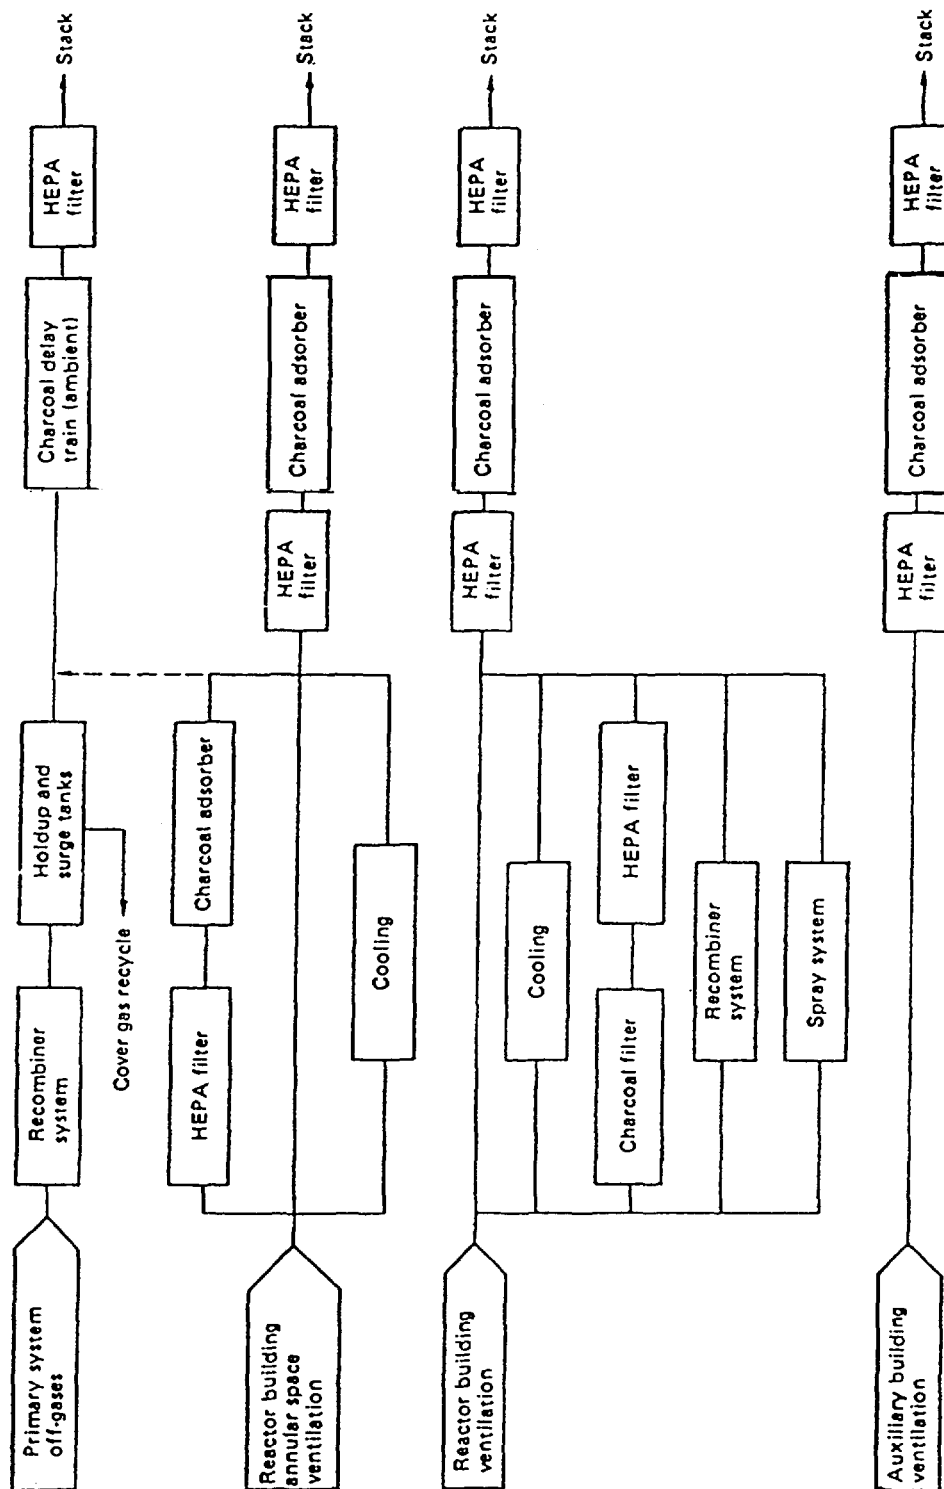 Primary system
off-gases
Recombiner
system
Holdup and
surge tanks
Cover gas recycle
Charcoal delay
train (ambient)
HEPA
filter
Stack
Reactor building
annular space
ventilation
HEPA filter
Charcoal adsorber
Cooling
HEPA
filter
Charcoal adsorber
HEPA
filter
Stack
Reactor building
ventilation
Cooling
Charcoal filter
HEPA filter
Recombiner
system
Spray system
HEPA
filter
Charcoal adsorber
HEPA
filter
Stack
Auxiliary building
ventilation
HEPA
filter
Charcoal adsorber
HEPA
filter
Stack